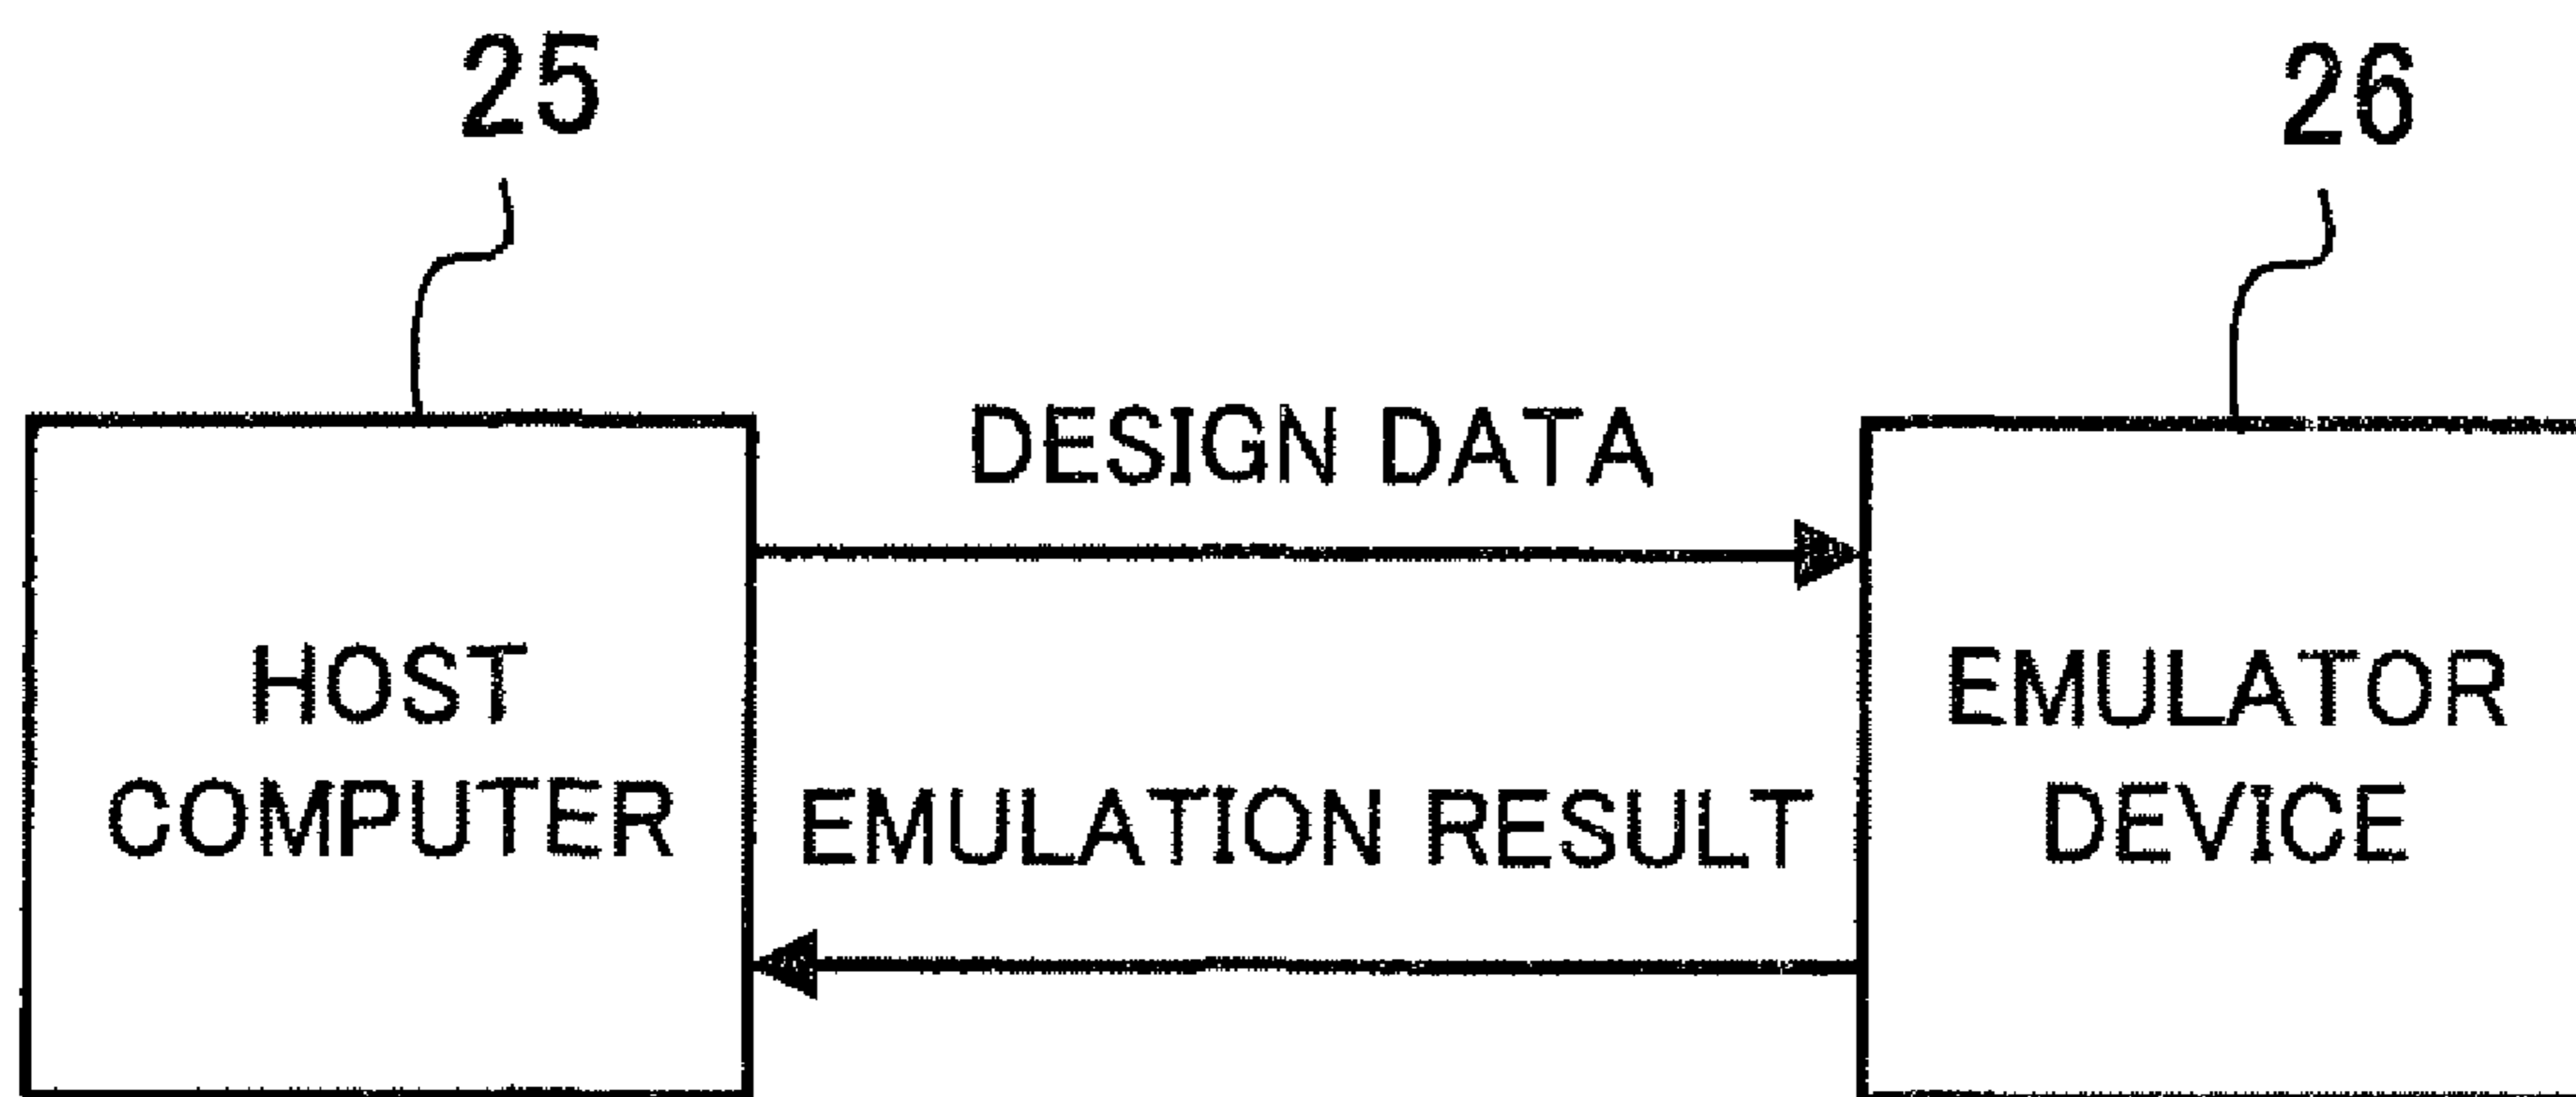 25
26
DESIGN DATA
HOST
COMPUTER
EMULATION RESULT
EMULATOR
DEVICE